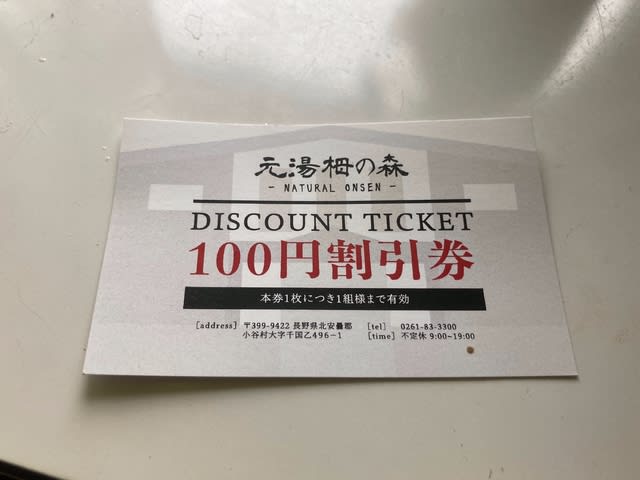 元湯栂の森
- NATURAL ONSEN -
DISCOUNT TICKET
100円割引券
本券1枚につき1組様まで有効
[address] 〒399-9422 長野県北安曇郡
小谷村大字千国乙496-1
[tel] 0261-83-3300
[time] 不定休 9:00~19:00